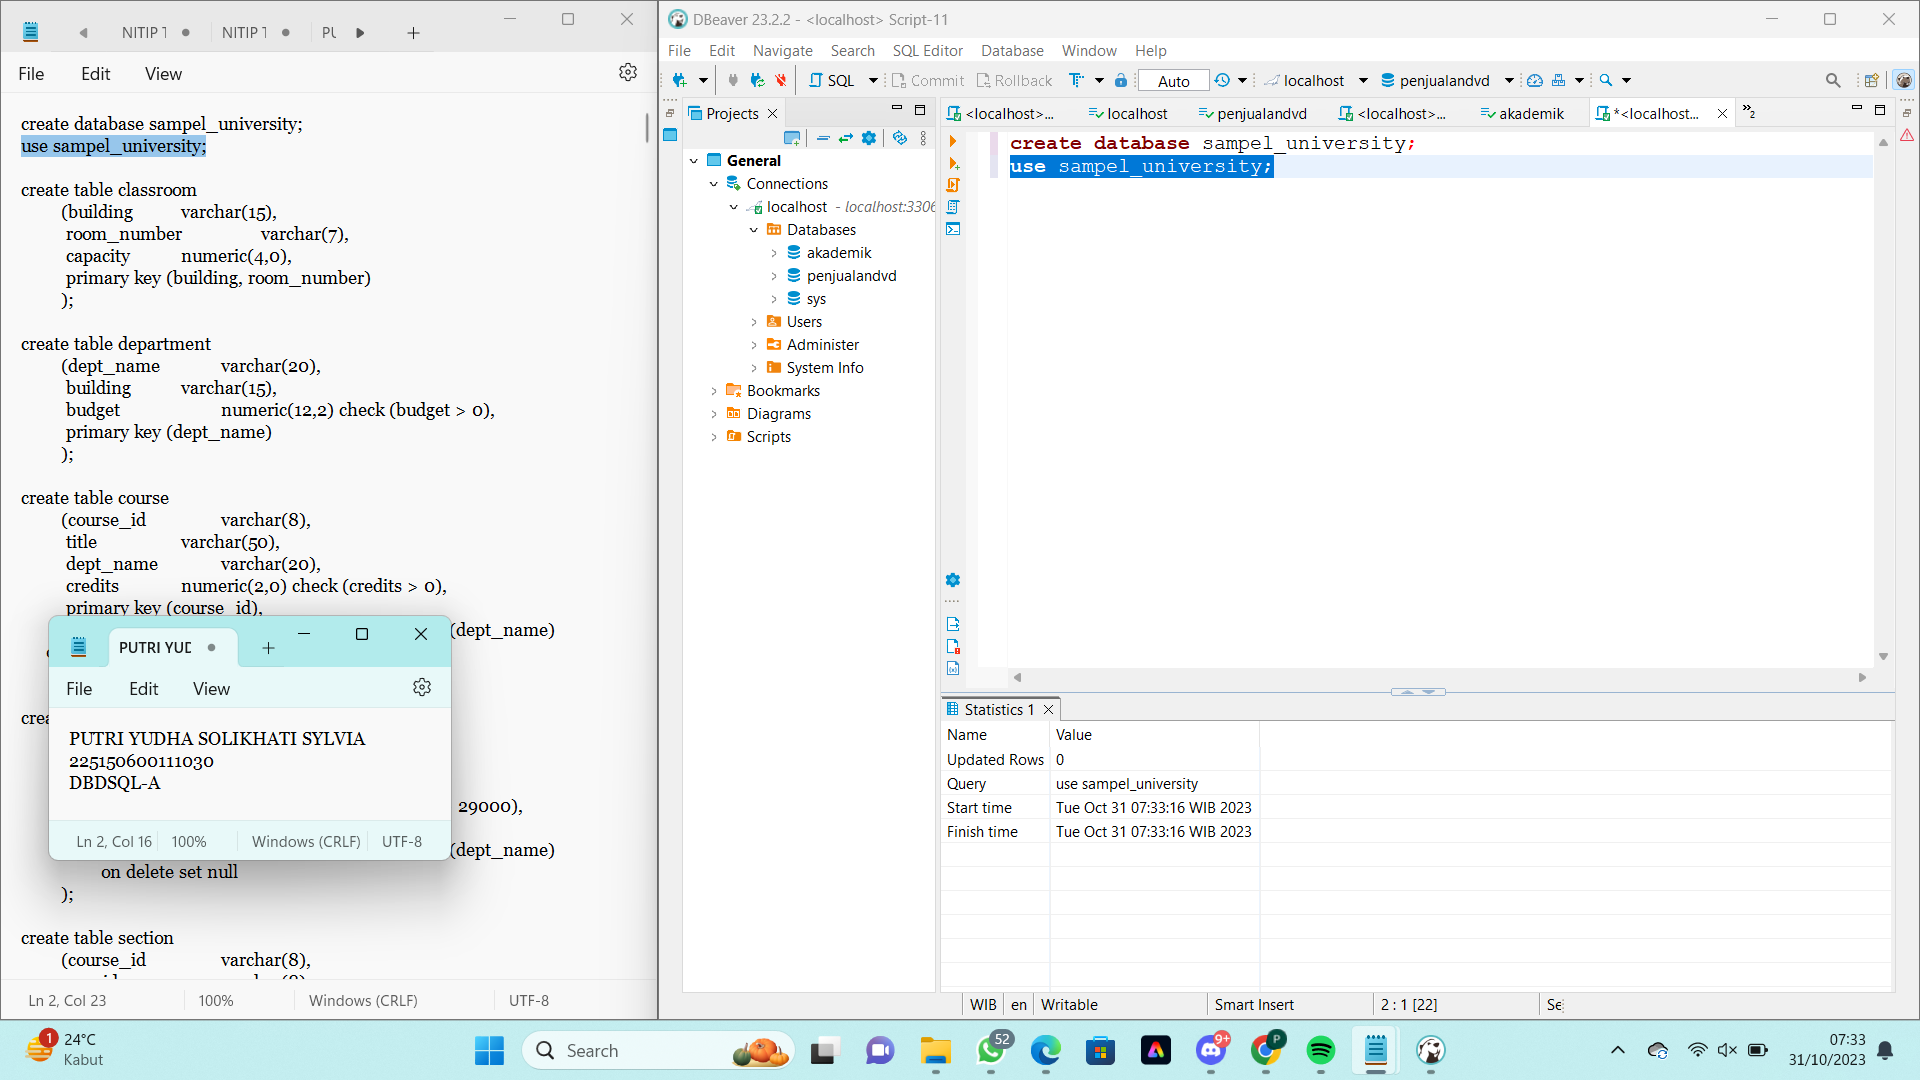 NITIP T
NITIP T
PU
File
Edit
View
create database sampel_university;
use sampel_university;
create table classroom
(building varchar(15),
room_number varchar(7),
capacity numeric(4,0),
primary key (building, room_number)
);
create table department
(dept_name varchar(20),
building varchar(15),
budget numeric(12,2) check (budget > 0),
primary key (dept_name)
);
create table course
(course_id varchar(8),
title varchar(50),
dept_name varchar(20),
credits numeric(2,0) check (credits > 0),
primary key (course_id),
(dept_name)
crea
29000),
(dept_name)
on delete set null
);
create table section
(course_id varchar(8),
Ln 2, Col 23
100%
Windows (CRLF)
UTF-8
PUTRI YUD
File
Edit
View
PUTRI YUDHA SOLIKHATI SYLVIA
225150600111030
DBDSQL-A
Ln 2, Col 16
100%
Windows (CRLF)
UTF-8
DBeaver 23.2.2 - <localhost> Script-11
File Edit Navigate Search SQL Editor Database Window Help
SQL Commit Rollback T Auto localhost penjualandvd
Projects
General
Connections
localhost - localhost:3306
Databases
akademik
penjualandvd
sys
Users
Administer
System Info
Bookmarks
Diagrams
Scripts
<localhost>...
localhost
penjualandvd
<localhost>...
akademik
*<localhost...
»2
create database sampel_university;
use sampel_university;
Statistics 1
Name Value
Updated Rows 0
Query use sampel_university
Start time Tue Oct 31 07:33:16 WIB 2023
Finish time Tue Oct 31 07:33:16 WIB 2023
WIB
en
Writable
Smart Insert
2 : 1 [22]
Se
1
24°C
Kabut
Search
52
9+
P
07:33
31/10/2023